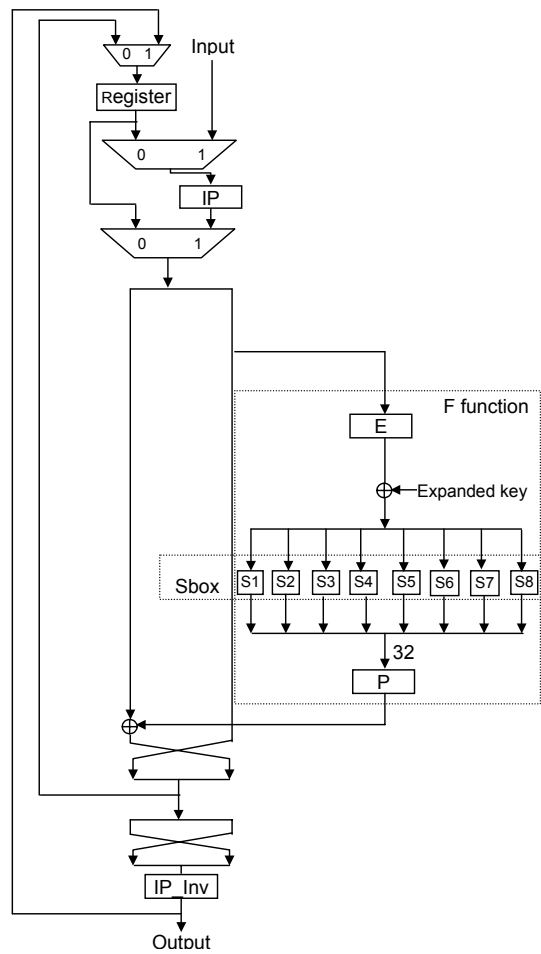 0 1
Input
Register
0 1
IP
0 1
F function
E
Expanded key
Sbox
S1 S2 S3 S4 S5 S6 S7 S8
32
P
IP_Inv
Output